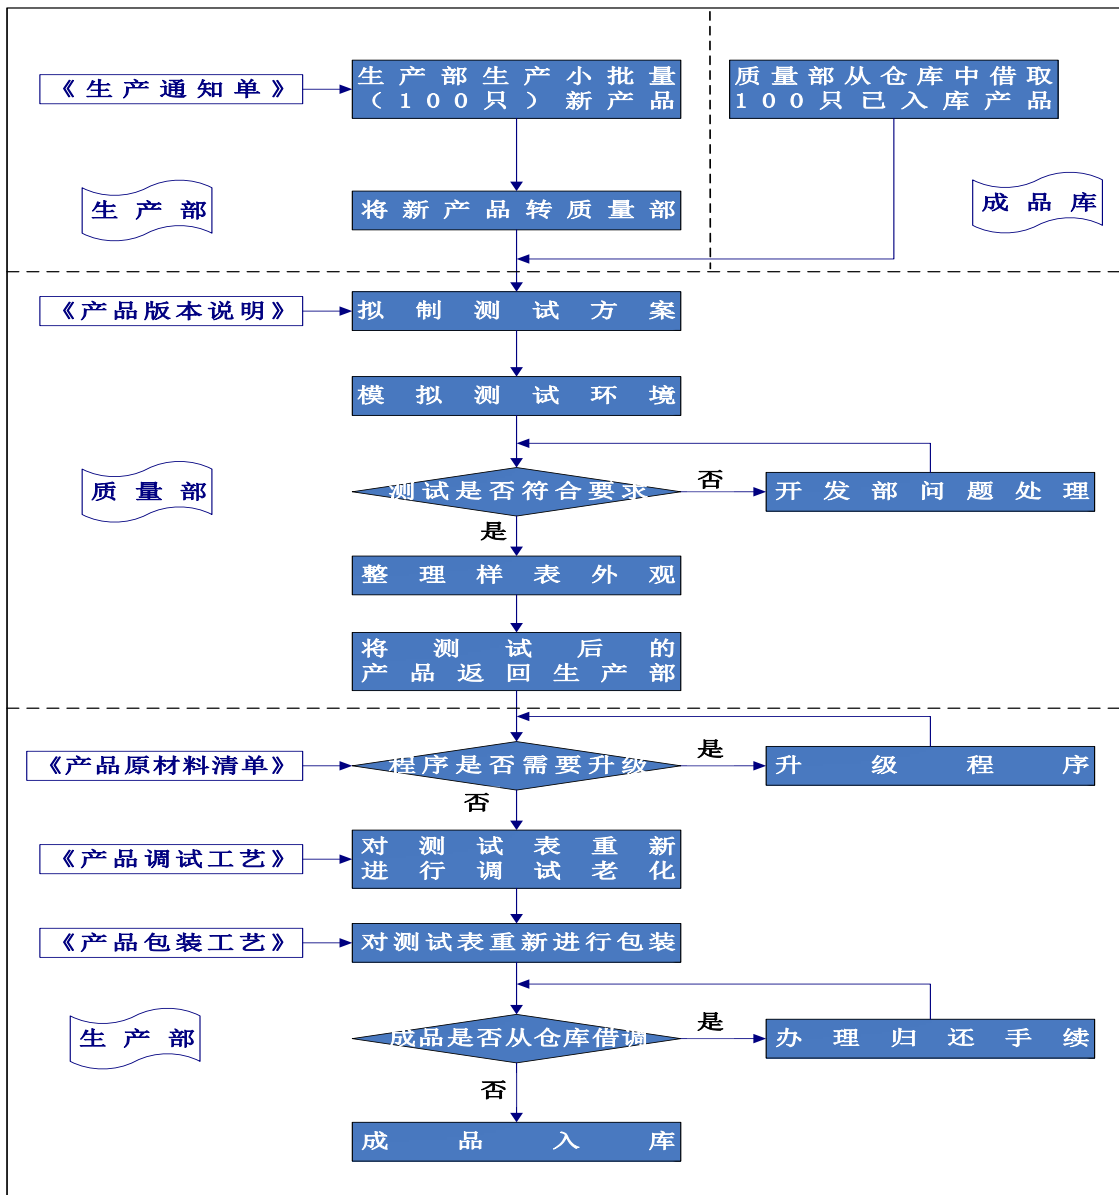 《生产通知单》
生产部生产小批量
（100只）新产品
质量部从仓库中借取
100只已入库产品
生产部
将新产品转质量部
成品库
《产品版本说明》
拟制测试方案
模拟测试环境
质量部
测试是否符合要求
否
开发部问题处理
是
整理样表外观
将测试后的
产品返回生产部
《产品原材料清单》
程序是否需要升级
是
升级程序
否
《产品调试工艺》
对测试表重新
进行调试老化
《产品包装工艺》
对测试表重新进行包装
生产部
成品是否从仓库借调
是
办理归还手续
否
成品入库